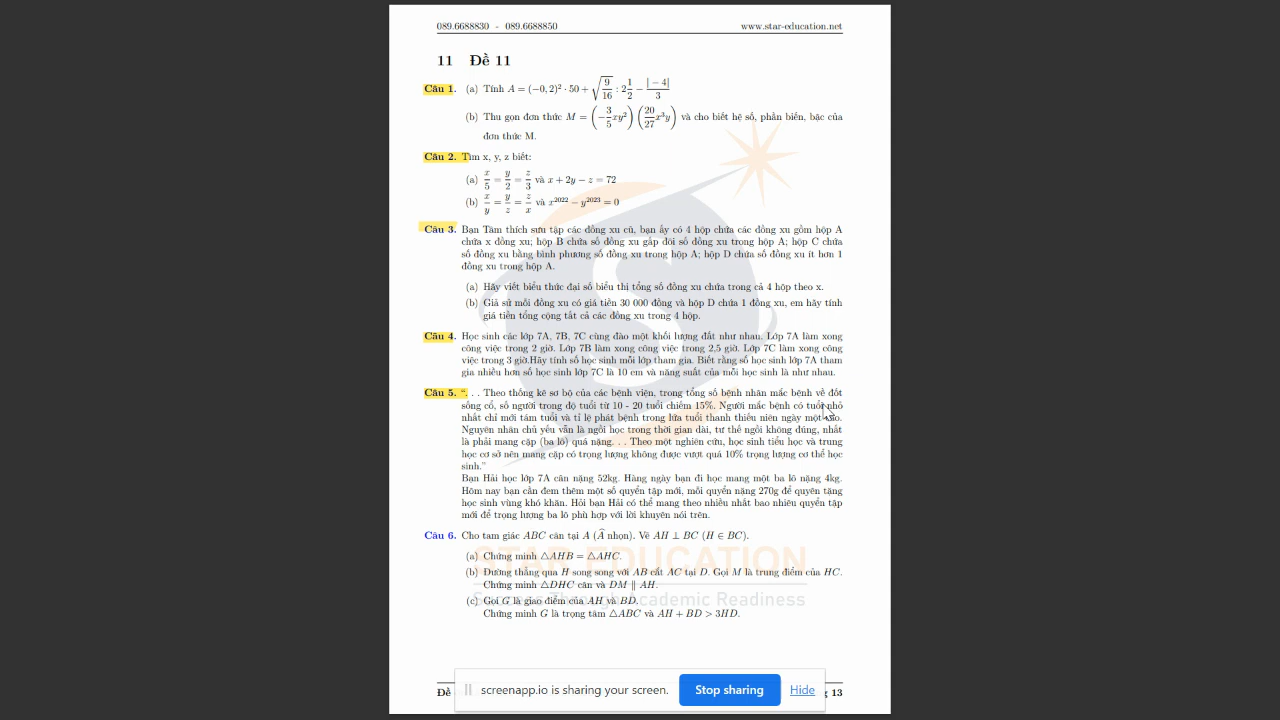 089.6688830 - 089.6688850 www.star-education.net
11 Đề 11
Câu 1. (a) Tính A = (−0,2)² · 50 + √(9/16) : 2 1/2 − |−4|/3
(b) Thu gọn đơn thức M = (−3/5 xy²) (20/27 x³y) và cho biết hệ số, phần biến, bậc của
đơn thức M.
Câu 2. Tìm x, y, z biết:
(a) x/5 = y/2 = z/3 và x + 2y − z = 72
(b) x/y = y/z = z/x và x²⁰²² − y²⁰²³ = 0
Câu 3. Bạn Tâm thích sưu tập các đồng xu cũ, bạn ấy có 4 hộp chứa các đồng xu gồm hộp A
chứa x đồng xu; hộp B chứa số đồng xu gấp đôi số đồng xu trong hộp A; hộp C chứa
số đồng xu bằng bình phương số đồng xu trong hộp A; hộp D chứa số đồng xu ít hơn 1
đồng xu trong hộp A.
(a) Hãy viết biểu thức đại số biểu thị tổng số đồng xu chứa trong cả 4 hộp theo x.
(b) Giả sử mỗi đồng xu có giá tiền 30 000 đồng và hộp D chứa 1 đồng xu, em hãy tính
giá tiền tổng cộng tất cả các đồng xu trong 4 hộp.
Câu 4. Học sinh các lớp 7A, 7B, 7C cùng đào một khối lượng đất như nhau. Lớp 7A làm xong
công việc trong 2 giờ. Lớp 7B làm xong công việc trong 2,5 giờ. Lớp 7C làm xong công
việc trong 3 giờ.Hãy tính số học sinh mỗi lớp tham gia. Biết rằng số học sinh lớp 7A tham
gia nhiều hơn số học sinh lớp 7C là 10 em và năng suất của mỗi học sinh là như nhau.
Câu 5. “. . . Theo thống kê sơ bộ của các bệnh viện, trong tổng số bệnh nhân mắc bệnh về đốt
sống cổ, số người trong độ tuổi từ 10 - 20 tuổi chiếm 15%. Người mắc bệnh có tuổi nhỏ
nhất chỉ mới tám tuổi và tỉ lệ phát bệnh trong lứa tuổi thanh thiếu niên ngày một cao.
Nguyên nhân chủ yếu vẫn là ngồi học trong thời gian dài, tư thế ngồi không đúng, nhất
là phải mang cặp (ba lô) quá nặng. . . Theo một nghiên cứu, học sinh tiểu học và trung
học cơ sở nên mang cặp có trọng lượng không được vượt quá 10% trọng lượng cơ thể học
sinh.”
Bạn Hải học lớp 7A cân nặng 52kg. Hàng ngày bạn đi học mang một ba lô nặng 4kg.
Hôm nay bạn cần đem thêm một số quyển tập mới, mỗi quyển nặng 270g để quyên tặng
học sinh vùng khó khăn. Hỏi bạn Hải có thể mang theo nhiều nhất bao nhiêu quyển tập
mới để trọng lượng ba lô phù hợp với lời khuyên nói trên.
Câu 6. Cho tam giác ABC cân tại A (Â nhọn). Vẽ AH ⊥ BC (H ∈ BC).
(a) Chứng minh △AHB = △AHC.
STAR EDUCATION
(b) Đường thẳng qua H song song với AB cắt AC tại D. Gọi M là trung điểm của HC.
Chứng minh △DHC cân và DM ∥ AH.
Academic Readiness
(c) Gọi G là giao điểm của AH và BD.
Chứng minh G là trọng tâm △ABC và AH + BD > 3HD.
screenapp.io is sharing your screen. Stop sharing Hide
Đề 13